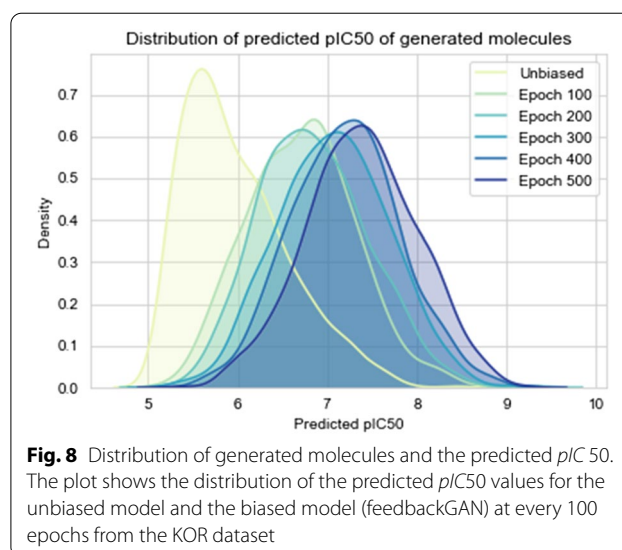 Distribution of predicted pIC50 of generated molecules
Unbiased
Epoch 100
Epoch 200
Epoch 300
Epoch 400
Epoch 500
Density
0.7
0.6
0.5
0.4
0.3
0.2
0.1
0.0
5 6 7 8 9 10
Predicted pIC50
Fig. 8 Distribution of generated molecules and the predicted pIC 50.
The plot shows the distribution of the predicted pIC50 values for the
unbiased model and the biased model (feedbackGAN) at every 100
epochs from the KOR dataset